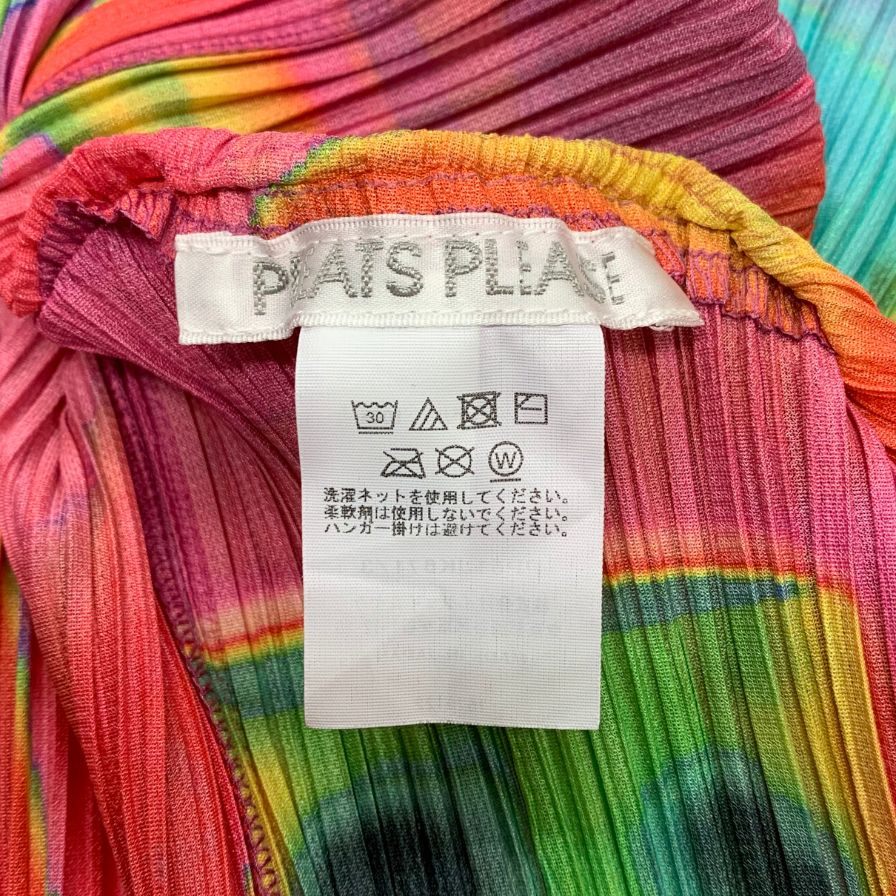 PLEATS PLEASE
30
W
洗濯ネットを使用してください。
柔軟剤は使用しないでください。
ハンガー掛けは避けてください。